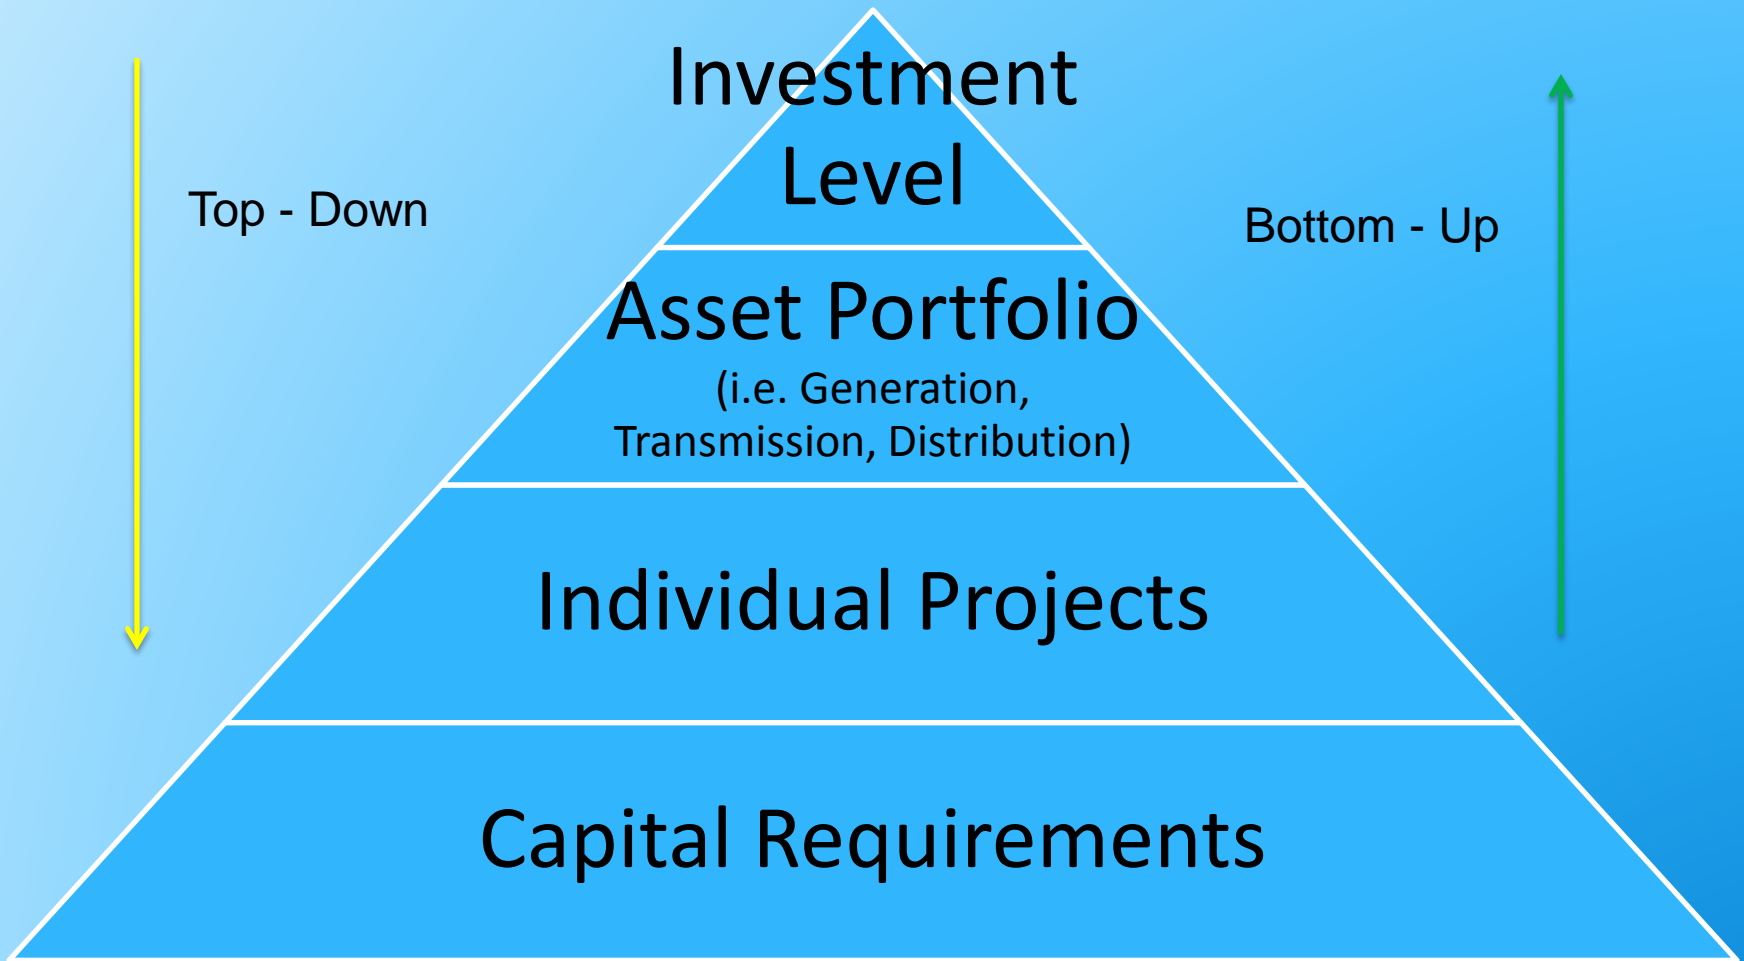 Investment
Level
Top - Down
Bottom - Up
Asset Portfolio
(i.e. Generation,
Transmission, Distribution)
Individual Projects
Capital Requirements